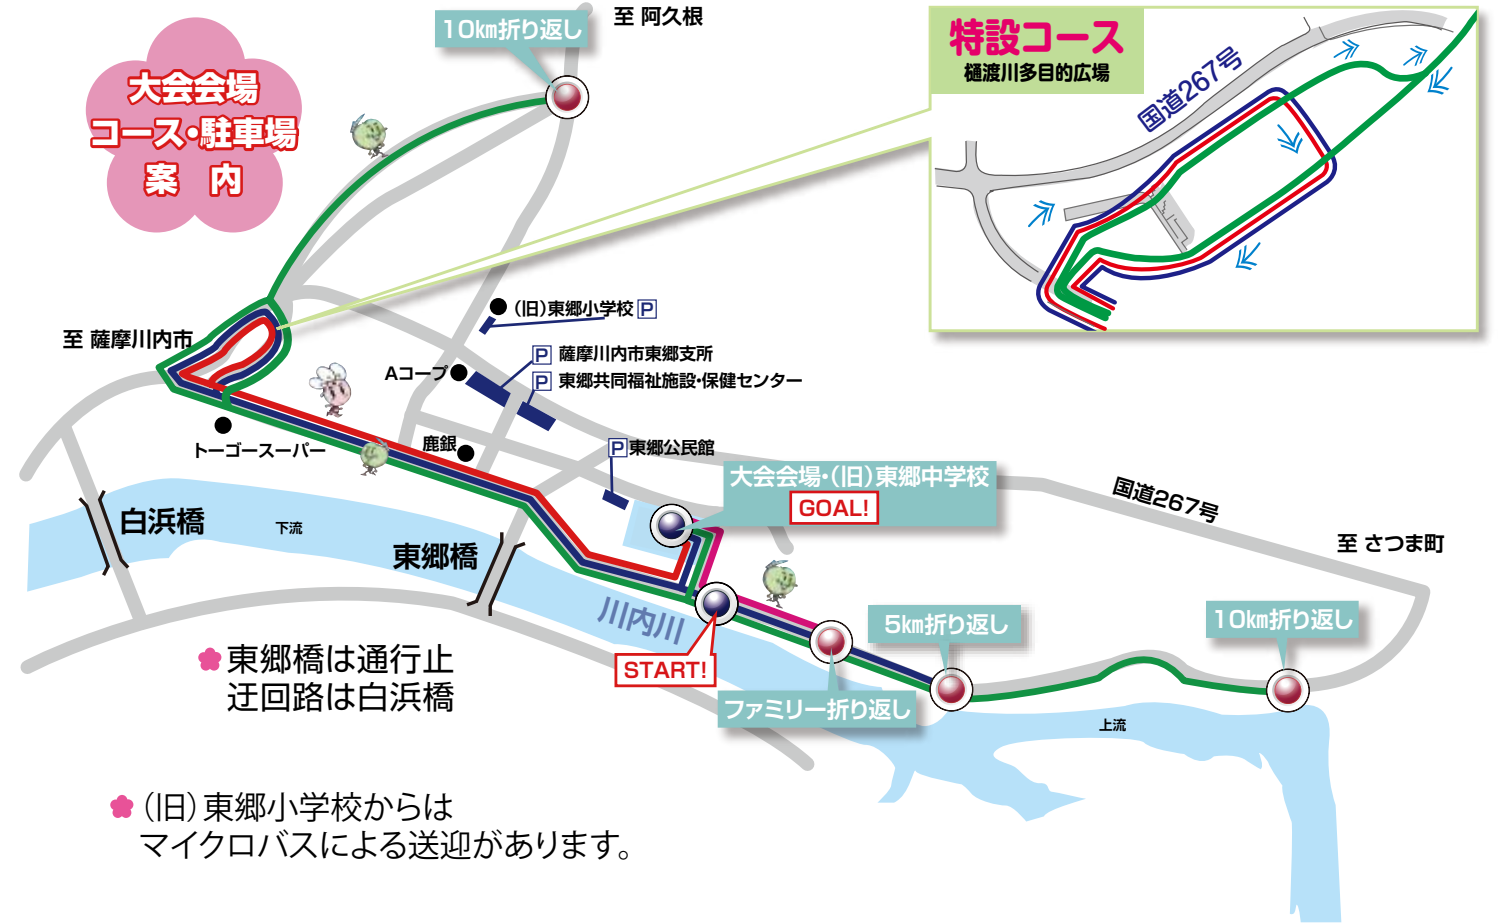 大会会場
コース・駐車場
案 内
10㎞折り返し
至 阿久根
特設コース
樋渡川多目的広場
国道267号
至 薩摩川内市
(旧)東郷小学校 P
P 薩摩川内市東郷支所
Aコープ
P 東郷共同福祉施設・保健センター
トーゴースーパー
鹿銀
P 東郷公民館
大会会場・(旧)東郷中学校
GOAL!
国道267号
至 さつま町
白浜橋
下流
東郷橋
川内川
START!
5㎞折り返し
10㎞折り返し
ファミリー折り返し
上流
東郷橋は通行止
迂回路は白浜橋
(旧)東郷小学校からは
マイクロバスによる送迎があります。